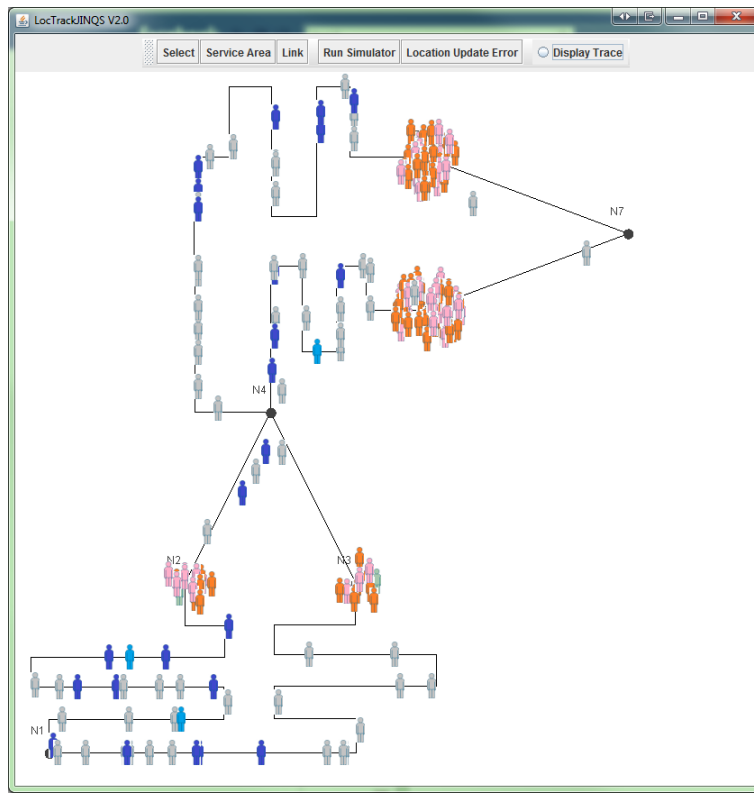 LocTrackJINQS V2.0
Select Service Area Link Run Simulator Location Update Error Display Trace
N7
N4
N2 N3
N1